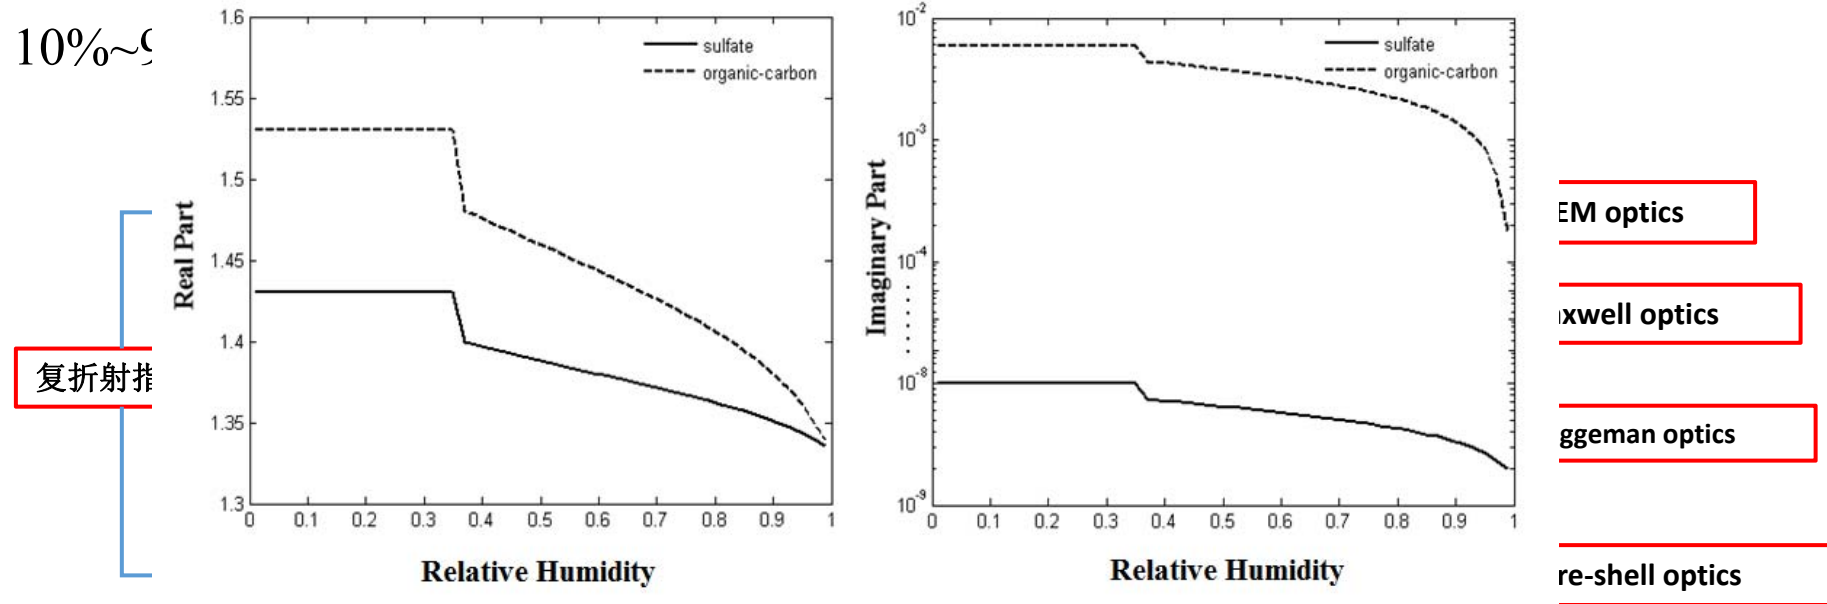 10%~9
复折射指
1.6
1.55
1.5
1.45
1.4
1.35
1.3
Real Part
sulfate
organic-carbon
0 0.1 0.2 0.3 0.4 0.5 0.6 0.7 0.8 0.9 1
Relative Humidity
10-2
10-3
10-4
10-8
10-9
Imaginary Part
sulfate
organic-carbon
0 0.1 0.2 0.3 0.4 0.5 0.6 0.7 0.8 0.9 1
Relative Humidity
EM optics
xwell optics
ggeman optics
re-shell optics